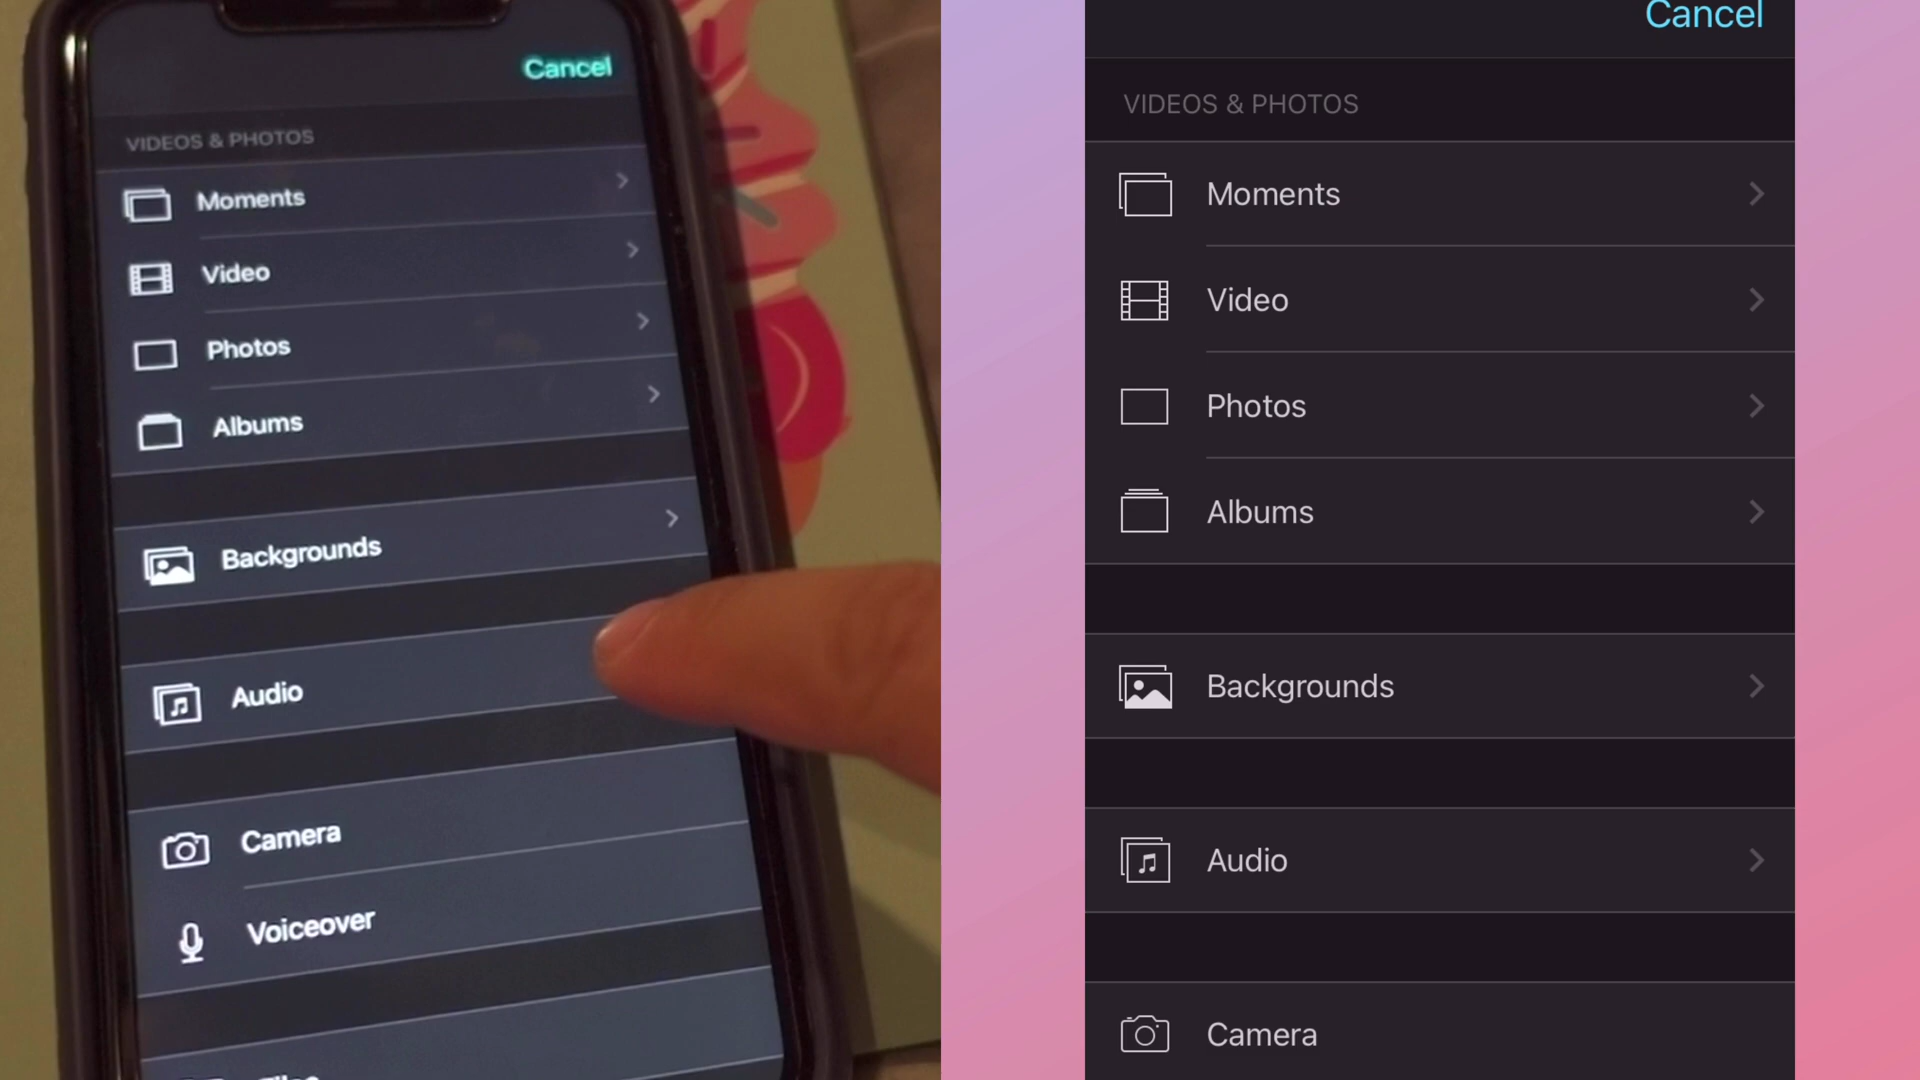 Cancel
VIDEOS & PHOTOS
Moments
Video
Photos
Albums
Backgrounds
Audio
Camera
Voiceover
Cancel
VIDEOS & PHOTOS
Moments
Video
Photos
Albums
Backgrounds
Audio
Camera